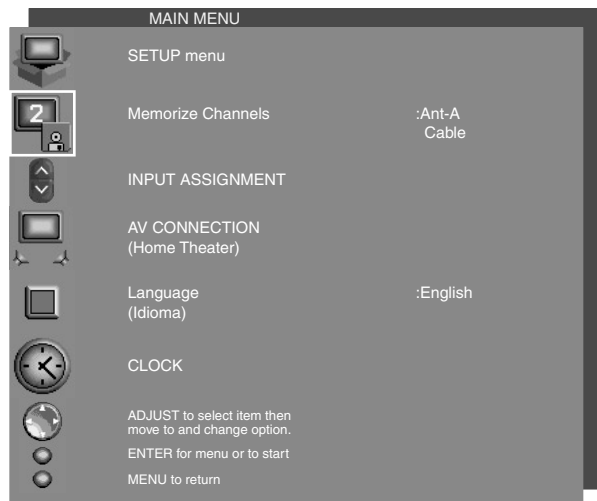 MAIN MENU
SETUP menu
2
Memorize Channels :Ant-A
Cable
INPUT ASSIGNMENT
AV CONNECTION
(Home Theater)
Language :English
(Idioma)
CLOCK
ADJUST to select item then
move to and change option.
ENTER for menu or to start
MENU to return